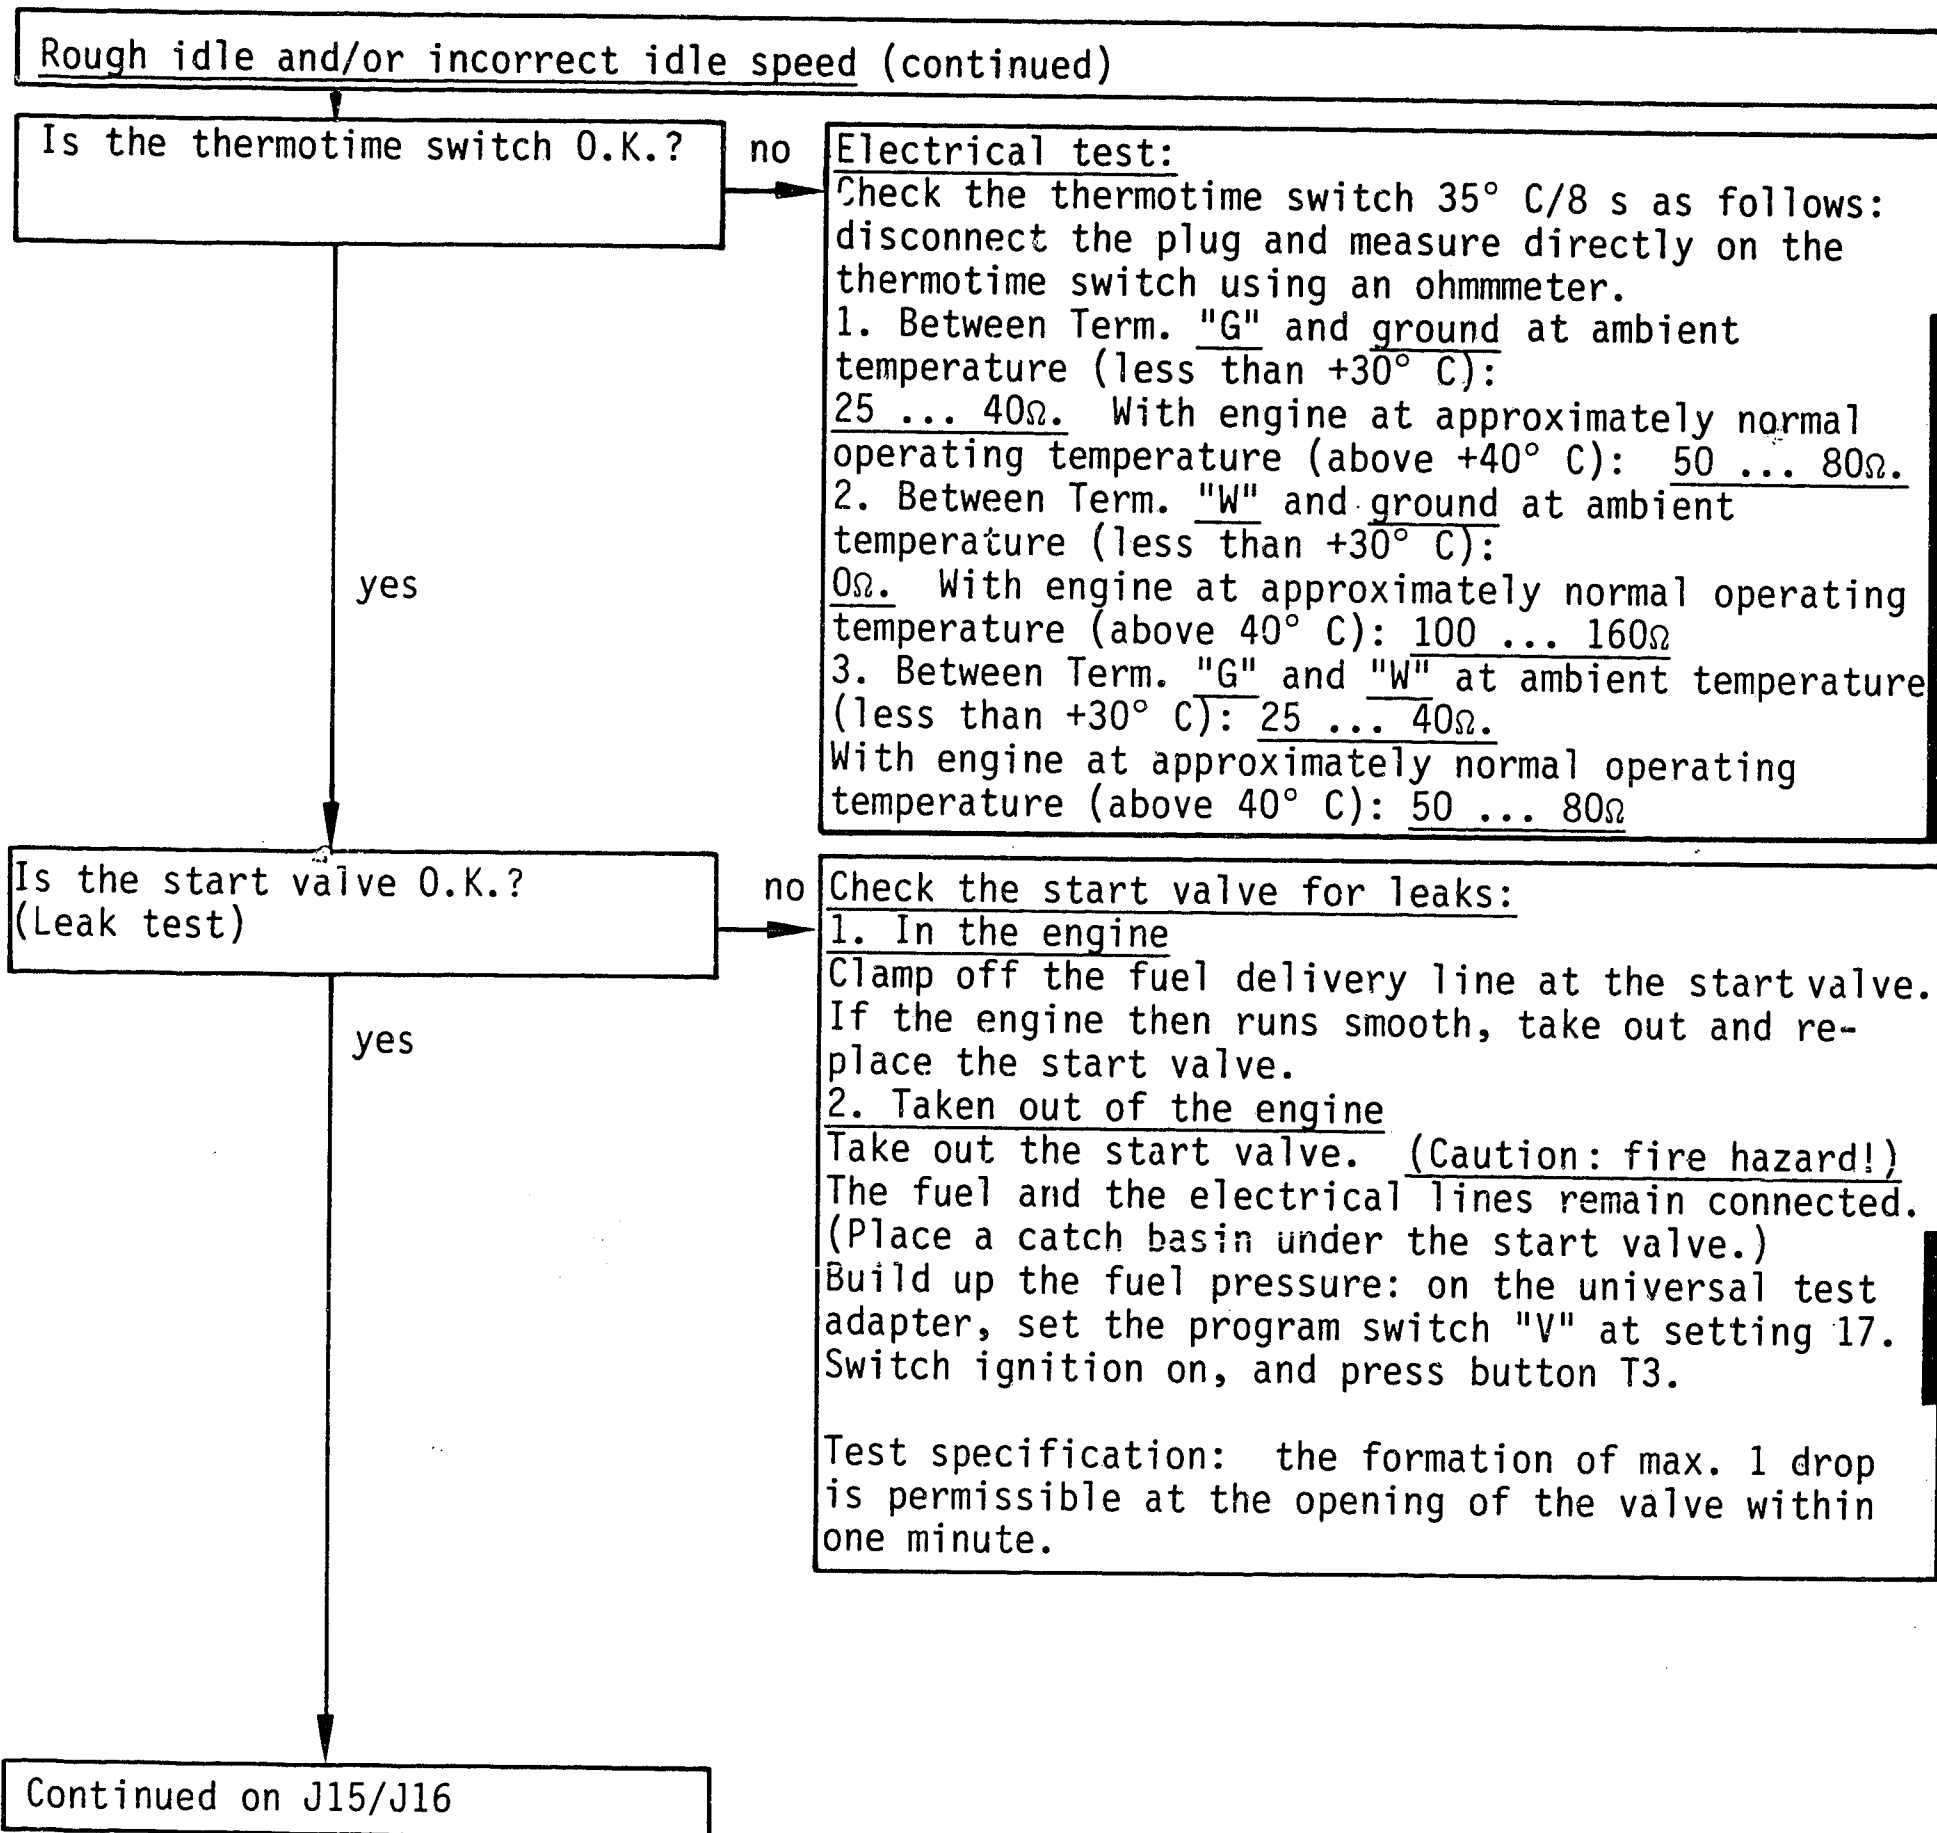 Rough idle and/or incorrect idle speed (continued)
Is the thermotime switch O.K.?
no
Electrical test:
Check the thermotime switch 35° C/8 s as follows:
disconnect the plug and measure directly on the
thermotime switch using an ohmmmeter.
1. Between Term. "G" and ground at ambient
temperature (less than +30° C):
25 ... 40Ω. With engine at approximately normal
operating temperature (above +40° C): 50 ... 80Ω.
2. Between Term. "W" and ground at ambient
temperature (less than +30° C):
0Ω. With engine at approximately normal operating
temperature (above 40° C): 100 ... 160Ω
3. Between Term. "G" and "W" at ambient temperature
(less than +30° C): 25 ... 40Ω.
With engine at approximately normal operating
temperature (above 40° C): 50 ... 80Ω
yes
Is the start valve O.K.?
(Leak test)
no
Check the start valve for leaks:
1. In the engine
Clamp off the fuel delivery line at the start valve.
If the engine then runs smooth, take out and re-
place the start valve.
2. Taken out of the engine
Take out the start valve. (Caution: fire hazard!)
The fuel and the electrical lines remain connected.
(Place a catch basin under the start valve.)
Build up the fuel pressure: on the universal test
adapter, set the program switch "V" at setting 17.
Switch ignition on, and press button T3.
Test specification: the formation of max. 1 drop
is permissible at the opening of the valve within
one minute.
yes
Continued on J15/J16